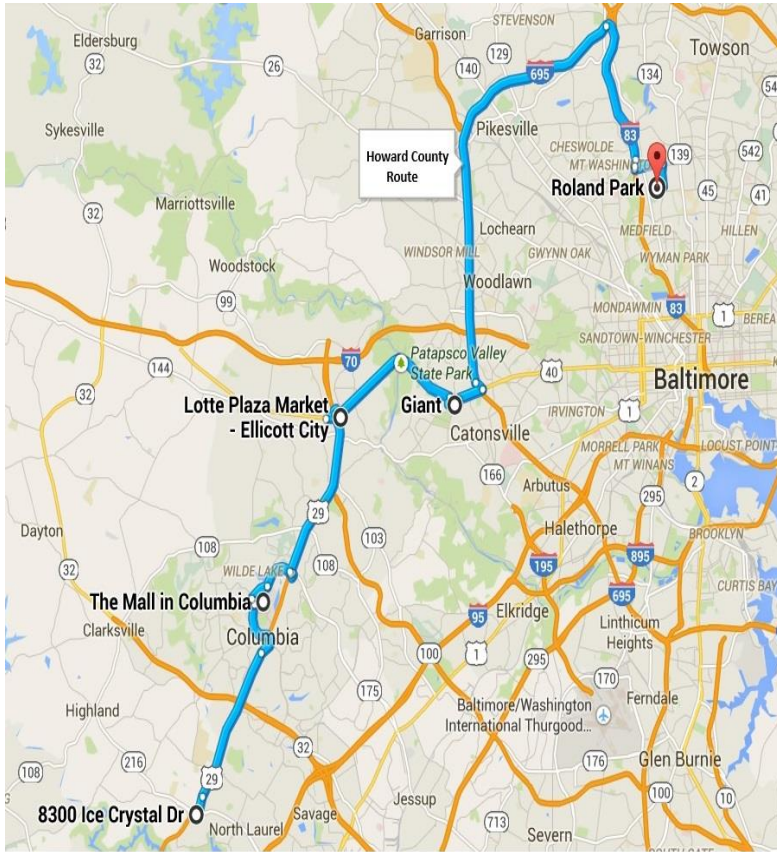 STEVENSON
Garrison
Eldersburg
Towson
32
129
26
140
695
134
542
Pikesville
83
CHESWOLDE
MT WASHING
139
542
Sykesville
Howard County
Route
Roland Park
45
41
32
Marriottsville
Lochearn
MEDFIELD
HILLEN
WINDSOR MILL
GWYNN OAK
WYMAN PARK
Woodstock
Woodlawn
99
MONDAWMIN
83
1
BEREA
SANDTOWN-WINCHESTER
70
Patapsco Valley
State Park
144
32
40
Baltimore
Lotte Plaza Market
- Ellicott City
Giant
IRVINGTON
1
Catonsville
MORRELL PARK
LOCUST POINT
MT WINANS
166
295
2
Arbutus
29
Dayton
103
Halethorpe
BROOKLYN
108
WILDE LAKE
108
195
895
32
CURTIS BAY
The Mall in Columbia
695
Clarksville
Elkridge
95
Columbia
Linthicum
Heights
100
1
295
175
170
Highland
Ferndale
Baltimore/Washington
International Thurgood...
32
108
216
29
176
Glen Burnie
8300 Ice Crystal Dr
Savage
Jessup
100
10
North Laurel
713
Severn